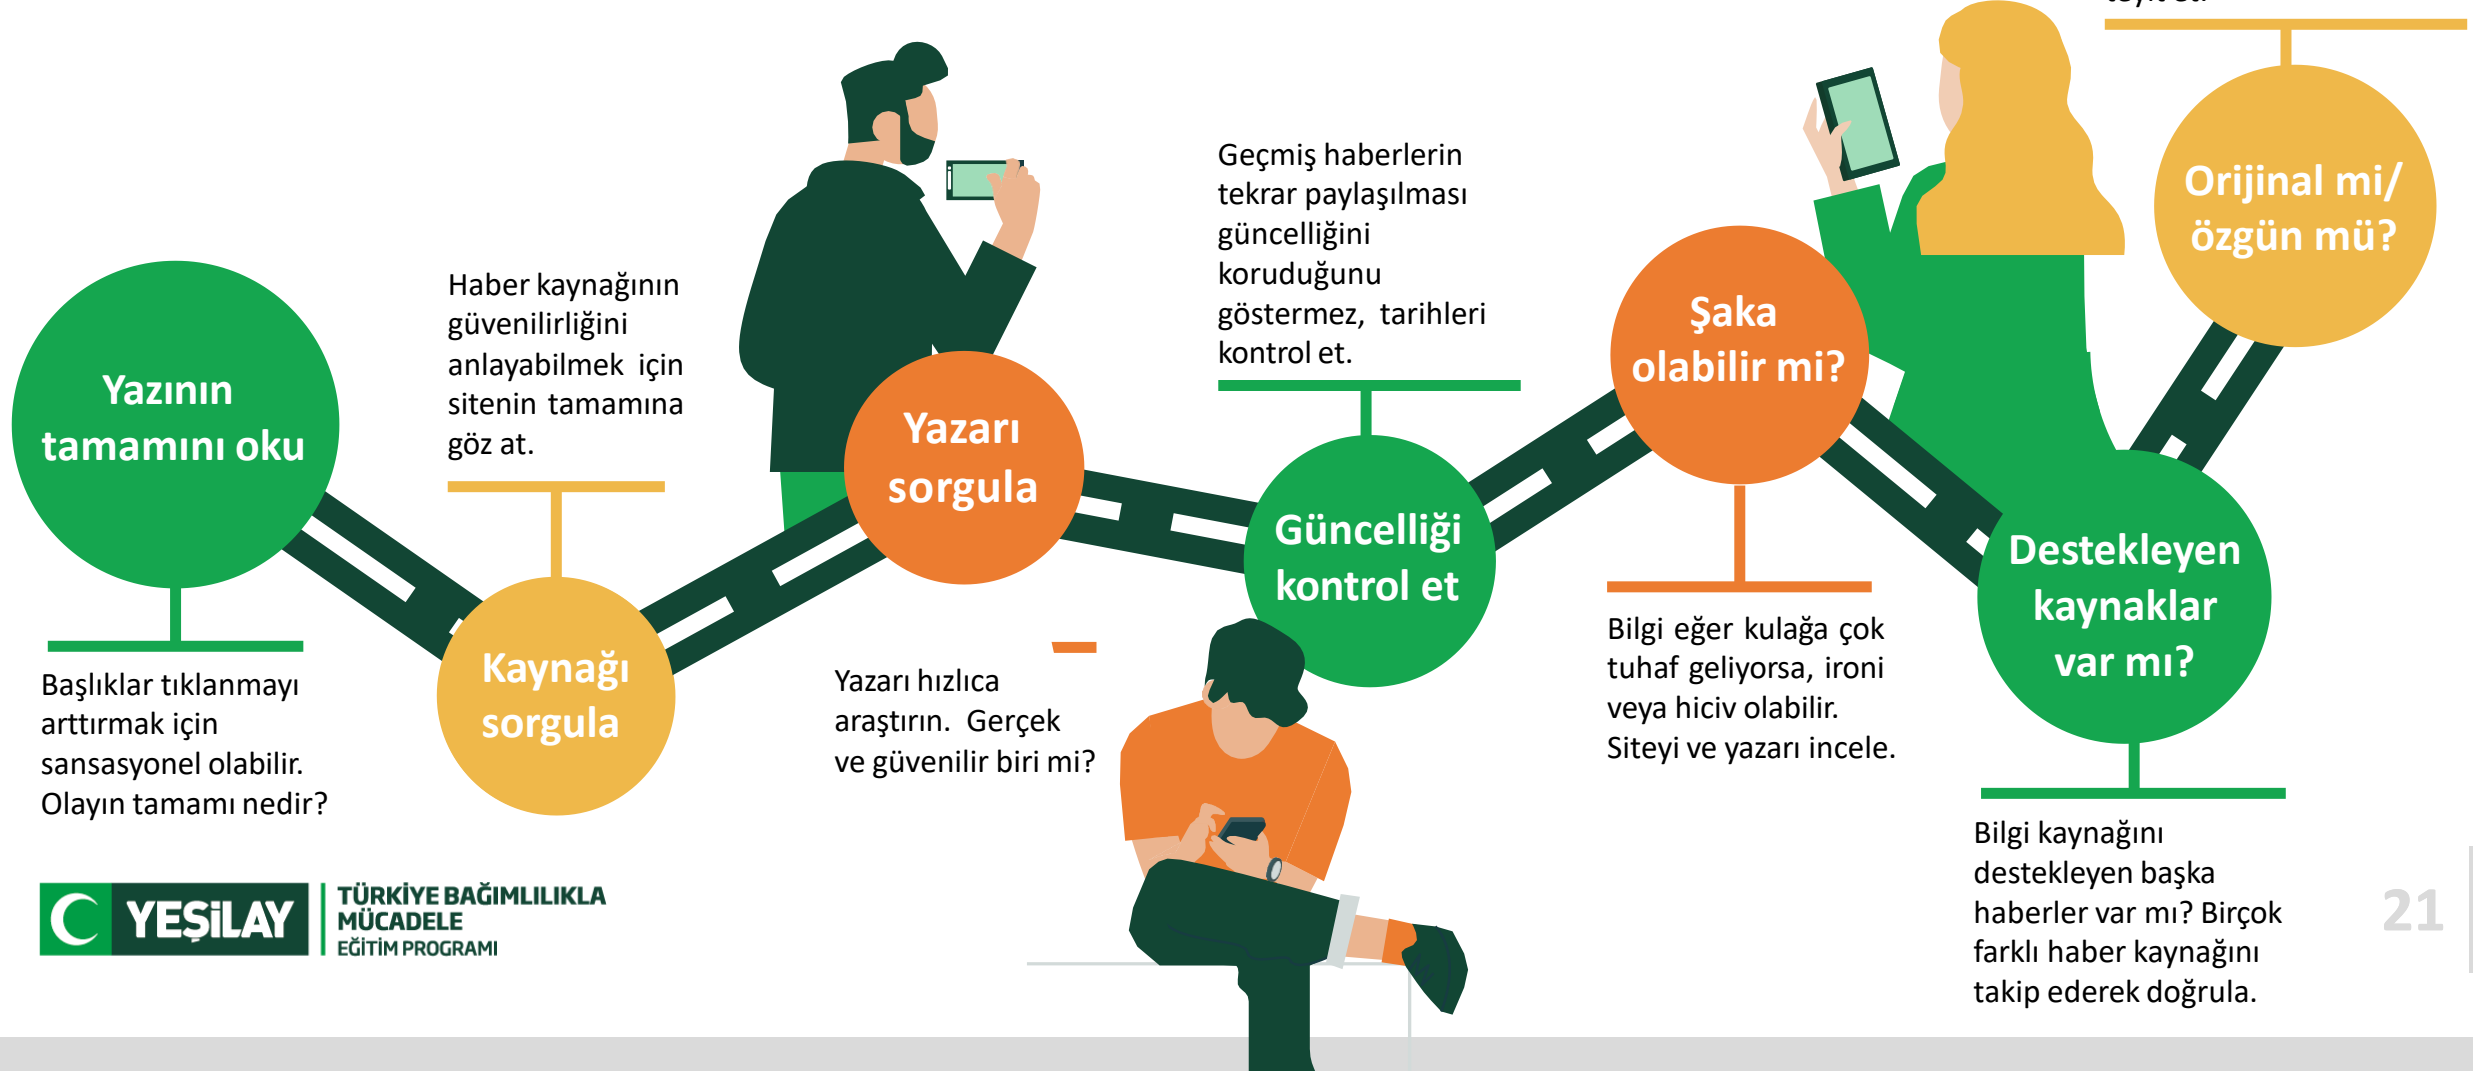 Yazının
tamamını oku
Başlıklar tıklanmayı
arttırmak için
sansasyonel olabilir.
Olayın tamamı nedir?
Haber kaynağının
güvenilirliğini
anlayabilmek için
sitenin tamamına
göz at.
Kaynağı
sorgula
Yazarı
sorgula
Yazarı hızlıca
araştırın. Gerçek
ve güvenilir biri mi?
Geçmiş haberlerin
tekrar paylaşılması
güncelliğini
koruduğunu
göstermez, tarihleri
kontrol et.
Güncelliği
kontrol et
Şaka
olabilir mi?
Bilgi eğer kulağa çok
tuhaf geliyorsa, ironi
veya hiciv olabilir.
Siteyi ve yazarı incele.
Destekleyen
kaynaklar
var mı?
Bilgi kaynağını
destekleyen başka
haberler var mı? Birçok
farklı haber kaynağını
takip ederek doğrula.
Orijinal mi/
özgün mü?
YEŞİLAY
TÜRKİYE BAĞIMLILIKLA
MÜCADELE
EĞİTİM PROGRAMI
21